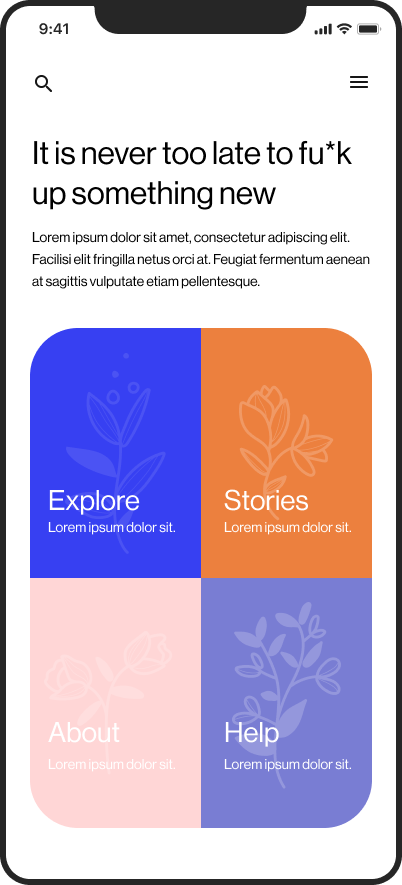 9:41
It is never too late to fu*k
up something new
Lorem ipsum dolor sit amet, consectetur adipiscing elit.
Facilisi elit fringilla netus orci at. Feugiat fermentum aenean
at sagittis vulputate etiam pellentesque.
Explore
Lorem ipsum dolor sit.
Stories
Lorem ipsum dolor sit.
About
Lorem ipsum dolor sit.
Help
Lorem ipsum dolor sit.